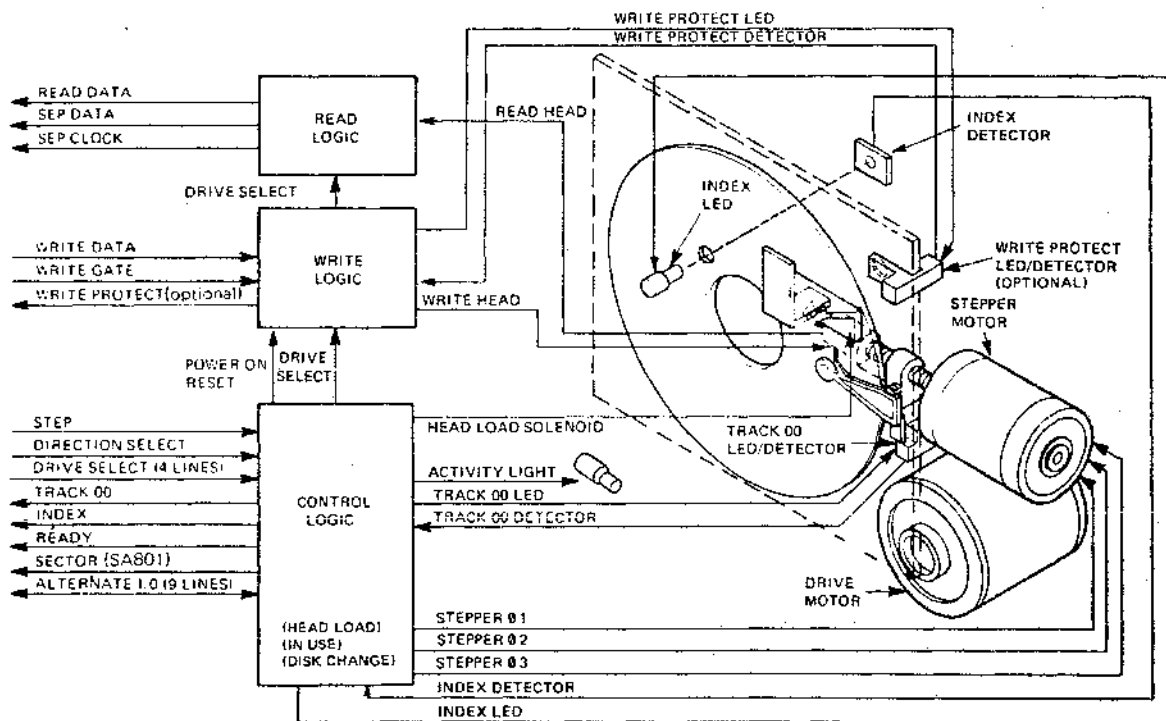 WRITE PROTECT LED
WRITE PROTECT DETECTOR
READ DATA
SEP DATA
SEP CLOCK
READ
LOGIC
READ HEAD
INDEX
DETECTOR
DRIVE SELECT
INDEX
LED
WRITE DATA
WRITE GATE
WRITE PROTECT (optional)
WRITE
LOGIC
WRITE HEAD
WRITE PROTECT
LED/DETECTOR
(OPTIONAL)
STEPPER
MOTOR
POWER ON
RESET
DRIVE
SELECT
STEP
DIRECTION SELECT
DRIVE SELECT (4 LINES)
TRACK 00
INDEX
READY
SECTOR (SA801)
ALTERNATE I.O (9 LINES)
CONTROL
LOGIC
(HEAD LOAD)
(IN USE)
(DISK CHANGE)
HEAD LOAD SOLENOID
TRACK 00
LED/DETECTOR
ACTIVITY LIGHT
TRACK 00 LED
TRACK 00 DETECTOR
DRIVE
MOTOR
STEPPER 01
STEPPER 02
STEPPER 03
INDEX DETECTOR
INDEX LED